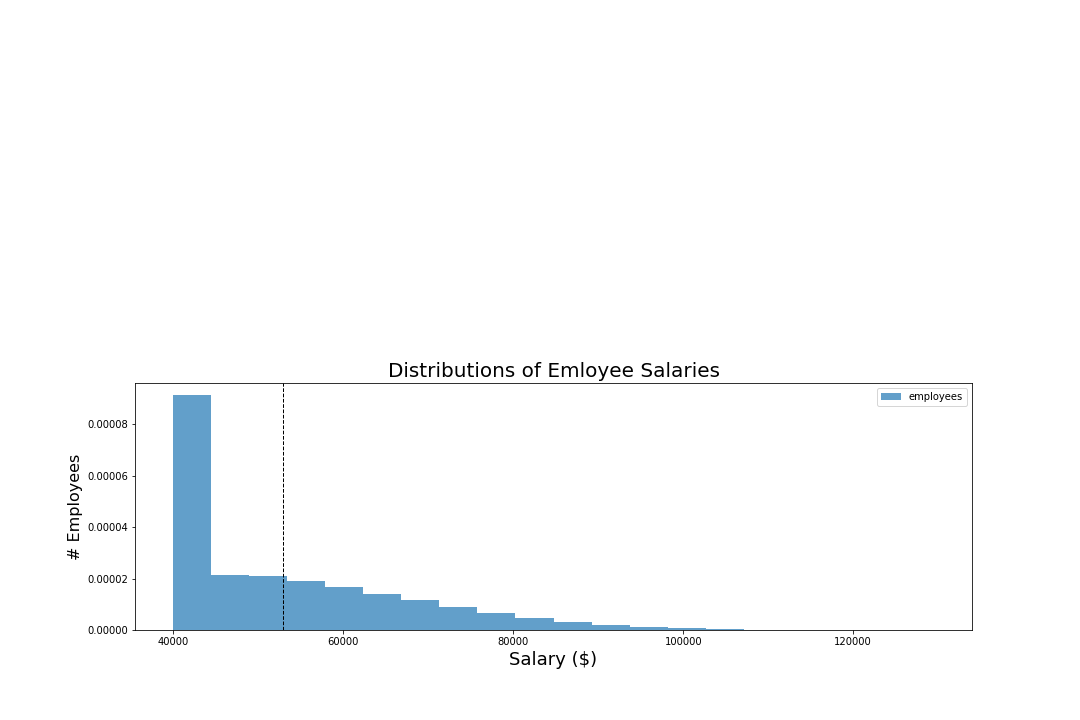 Distributions of Emloyee Salaries
employees
# Employees
0.00008
0.00006
0.00004
0.00002
0.00000
40000 60000 80000 100000 120000
Salary ($)